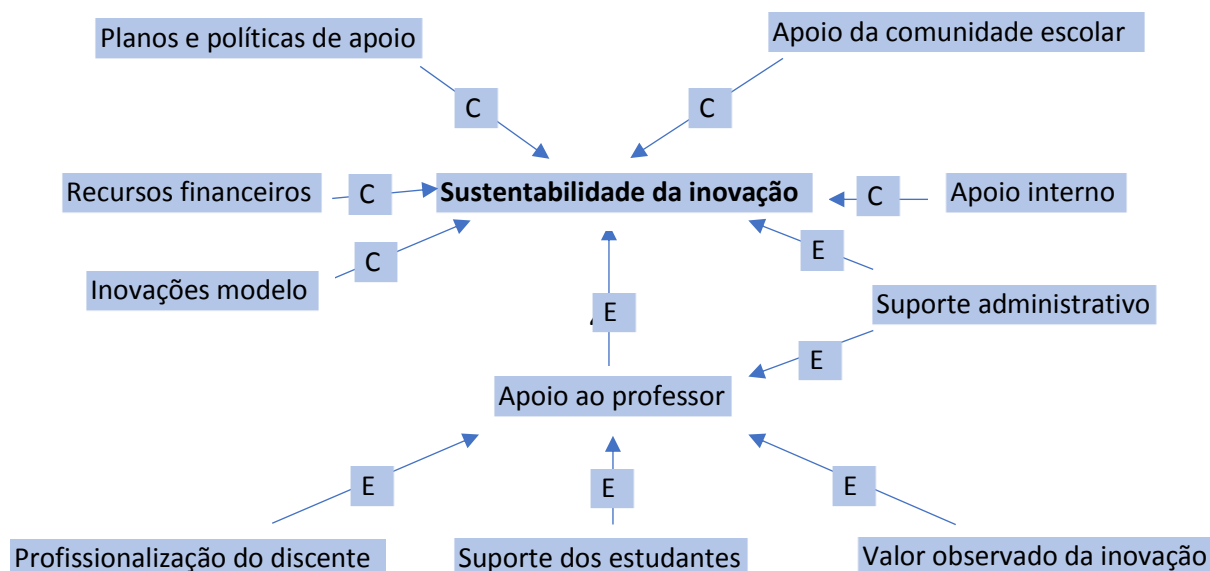 Planos e políticas de apoio
Apoio da comunidade escolar
C
C
Recursos financeiros
C
Sustentabilidade da inovação
C
Apoio interno
E
C
Inovações modelo
E
Suporte administrativo
E
Apoio ao professor
E
E
E
Profissionalização do discente
Suporte dos estudantes
Valor observado da inovação